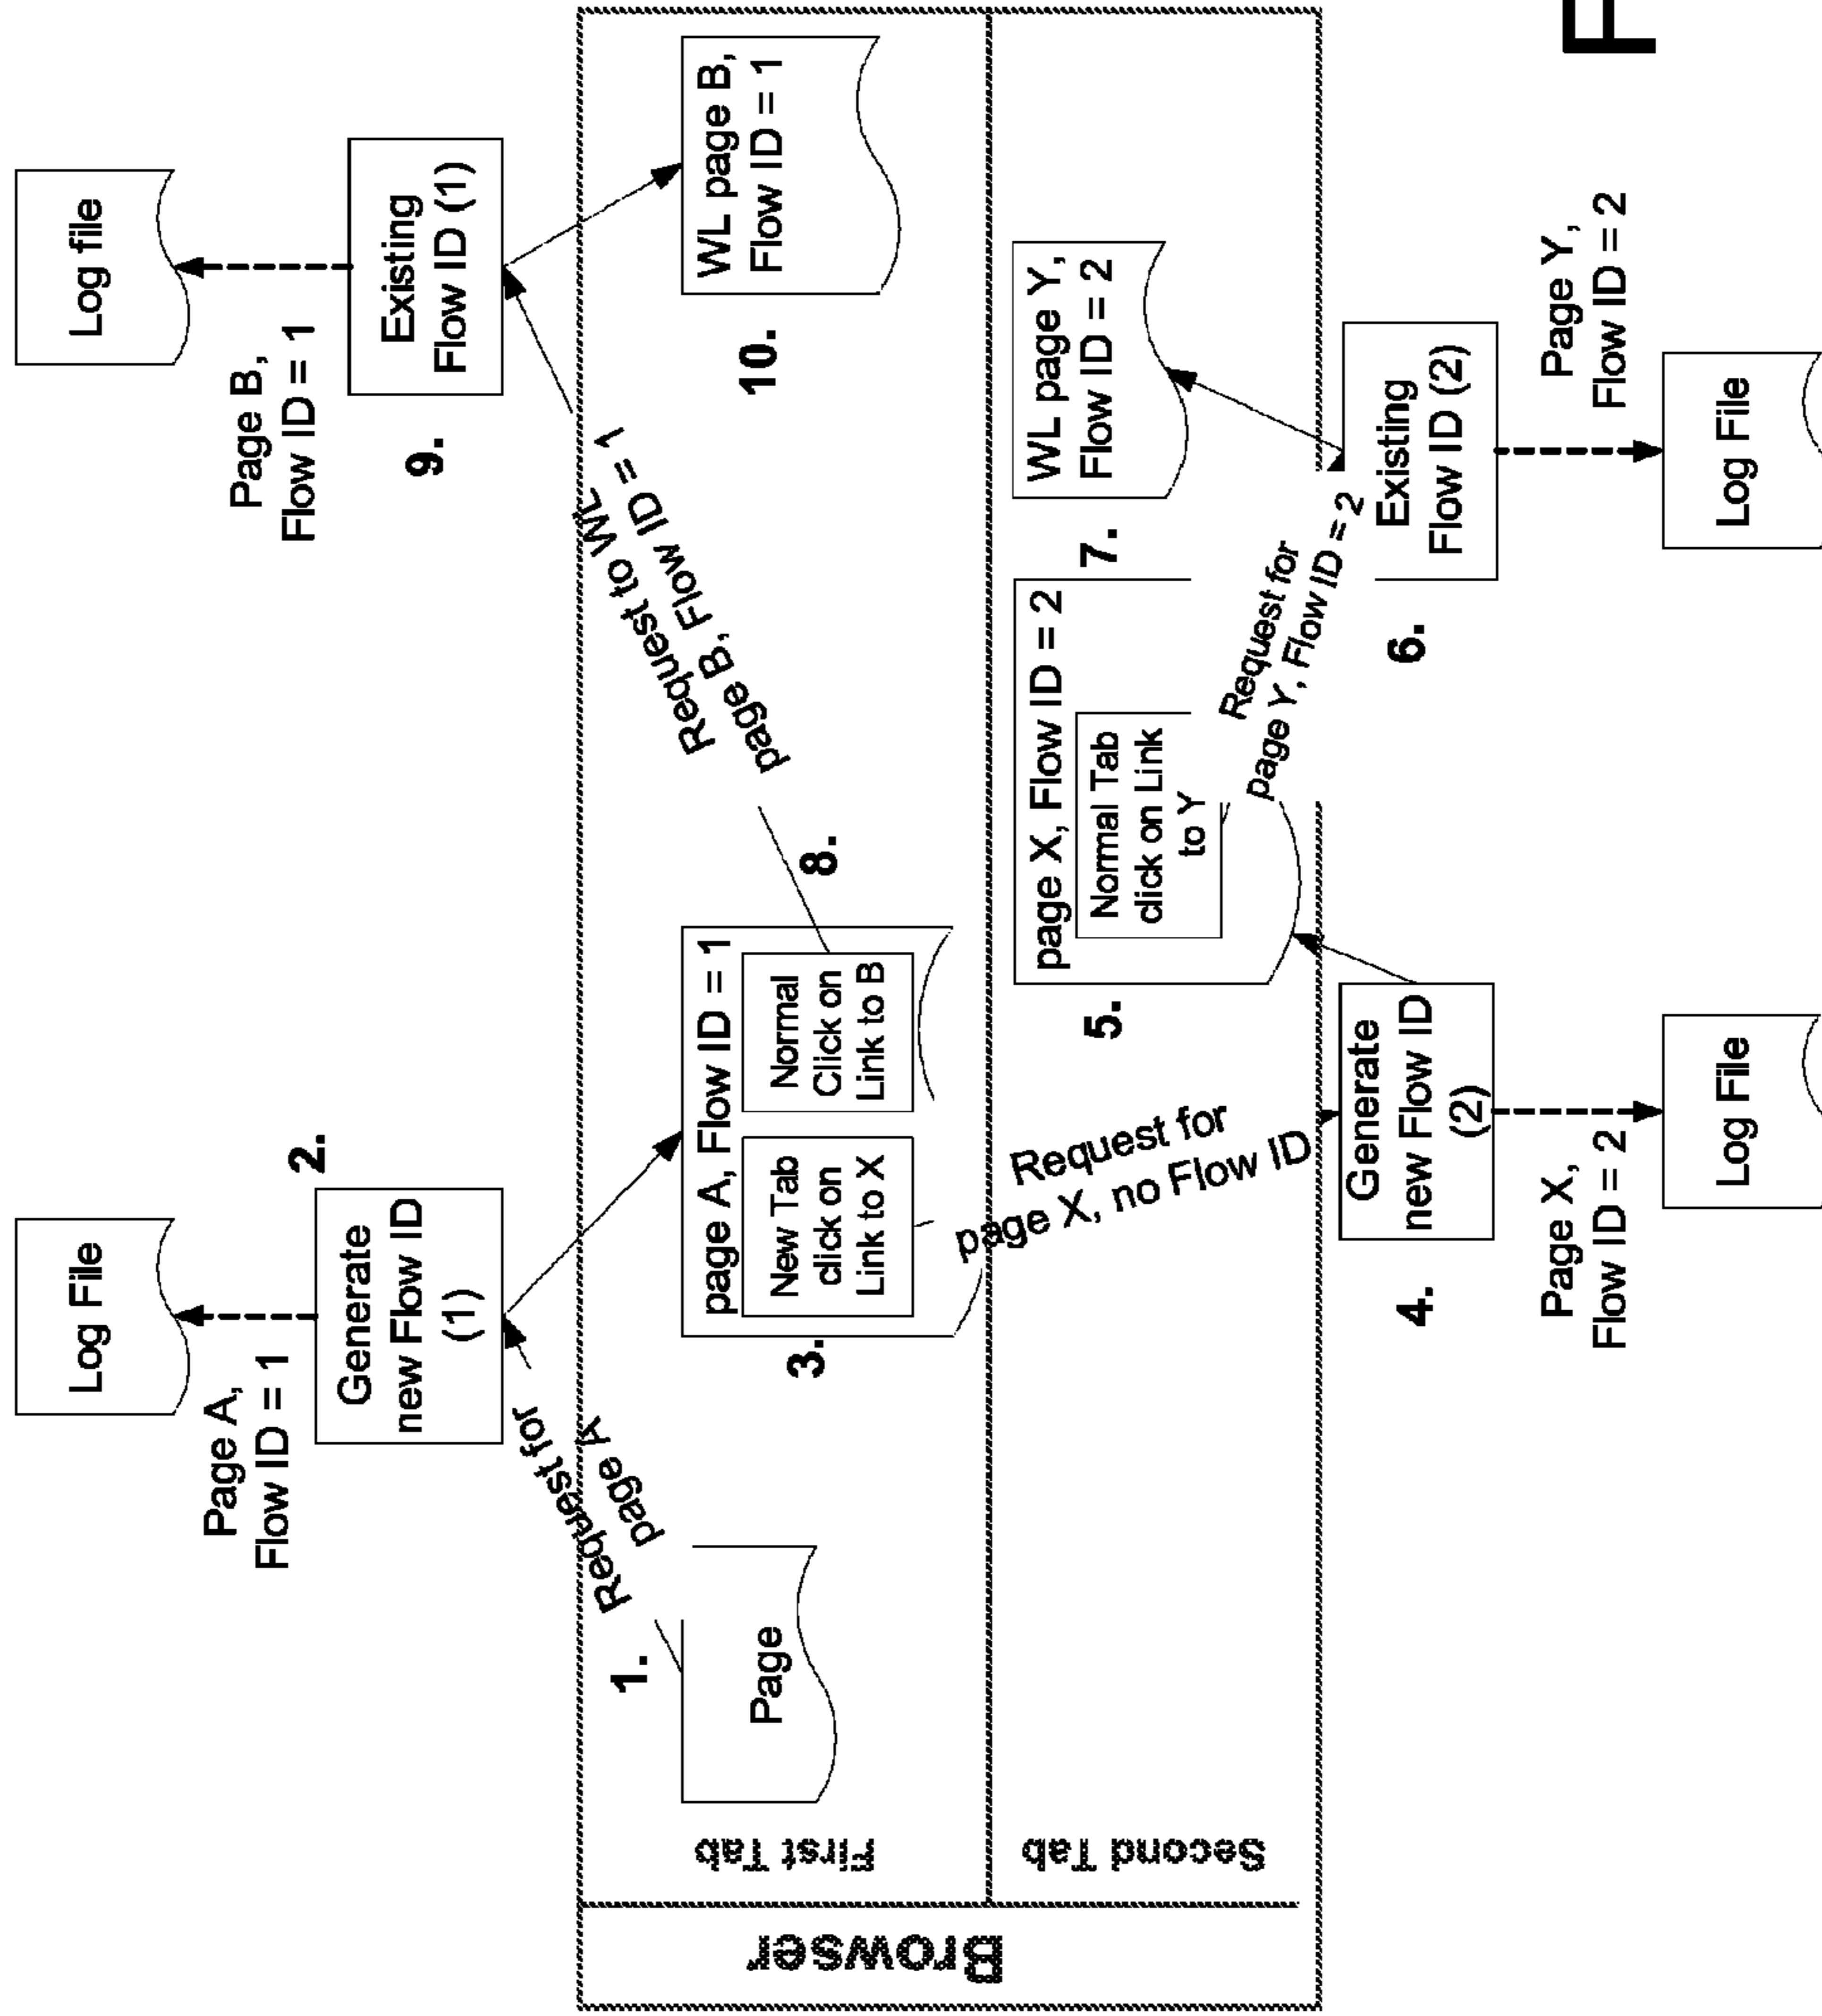 Log File
Page A,
Flow ID = 1
2.
Generate
new Flow ID
(1)
Log file
Page B,
Flow ID = 1
9.
Existing
Flow ID (1)
Browser
First Tab
1.
Request for
page A
Page
3.
page A, Flow ID = 1
New Tab
click on
Link to X
Normal
Click on
Link to B
8.
Request to WL
page B, Flow ID = 1
10.
WL page B,
Flow ID = 1
Second Tab
Request for
page X, no Flow ID
5.
page X, Flow ID = 2
Normal Tab
click on Link
to Y
Request for
page Y, Flow ID = 2
7.
WL page Y,
Flow ID = 2
4.
Generate
new Flow ID
(2)
Page X,
Flow ID = 2
Log File
6.
Existing
Flow ID (2)
Page Y,
Flow ID = 2
Log File